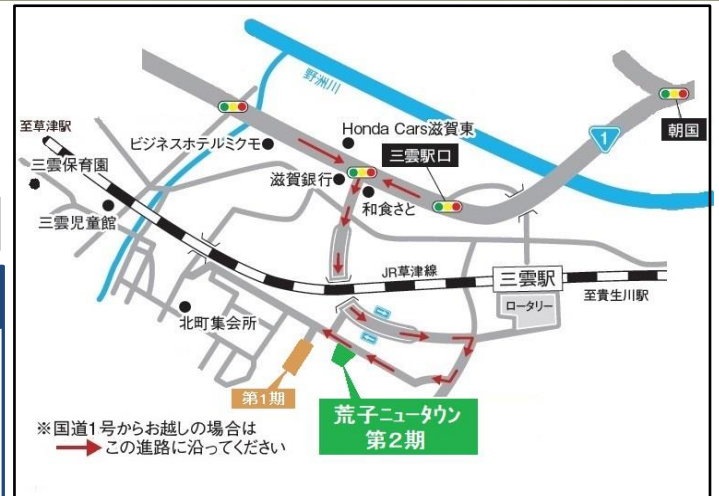 野洲川
1
朝国
至草津駅
三雲保育園
三雲児童館
ビジネスホテルミクモ
Honda Cars滋賀東
三雲駅口
滋賀銀行
和食さと
JR草津線
三雲駅
ロータリー
至貴生川駅
北町集会所
第1期
荒子ニュータウン
第2期
※国道1号からお越しの場合は
この進路に沿ってください